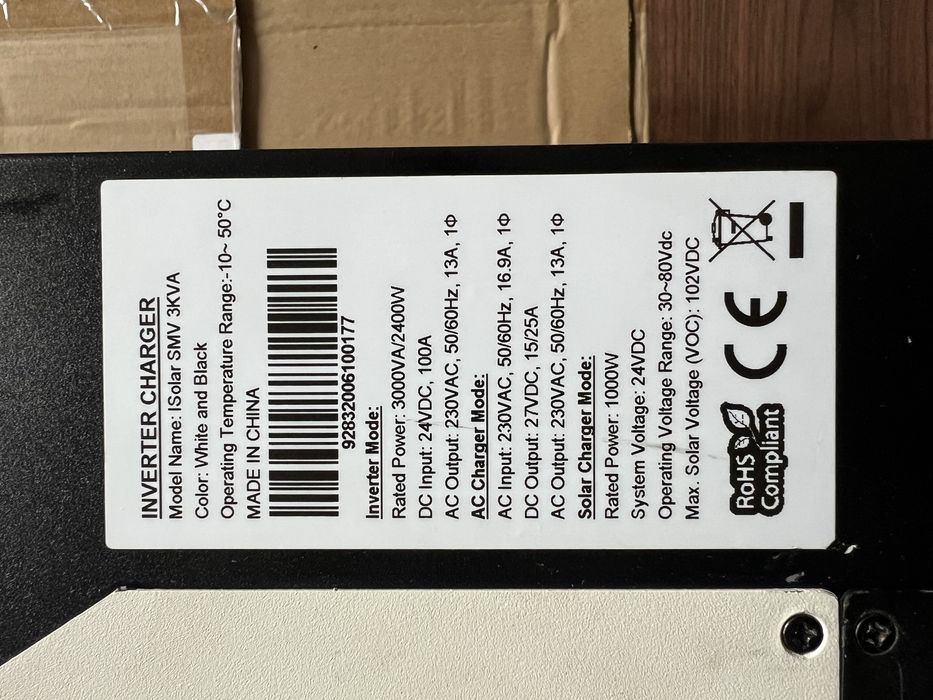 INVERTER CHARGER
Model Name: ISolar SMV 3KVA
Color: White and Black
Operating Temperature Range:-10~ 50°C
MADE IN CHINA
92832006100177
Inverter Mode:
Rated Power: 3000VA/2400W
DC Input: 24VDC, 100A
AC Output: 230VAC, 50/60Hz, 13A, 1Φ
AC Charger Mode:
AC Input: 230VAC, 50/60Hz, 16.9A, 1Φ
DC Output: 27VDC, 15/25A
AC Output: 230VAC, 50/60Hz, 13A, 1Φ
Solar Charger Mode:
Rated Power: 1000W
System Voltage: 24VDC
Operating Voltage Range: 30~80Vdc
Max. Solar Voltage (VOC): 102VDC
RoHS
Compliant
CE